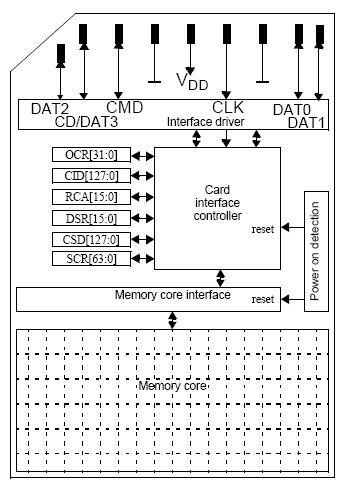 V_DD
DAT2 CMD CLK DAT0
CD/DAT3 Interface driver DAT1
OCR[31:0]
CID[127:0]
RCA[15:0]
DSR[15:0]
CSD[127:0]
SCR[63:0]
Card
interface
controller
reset
Power on detection
Memory core interface reset
Memory core